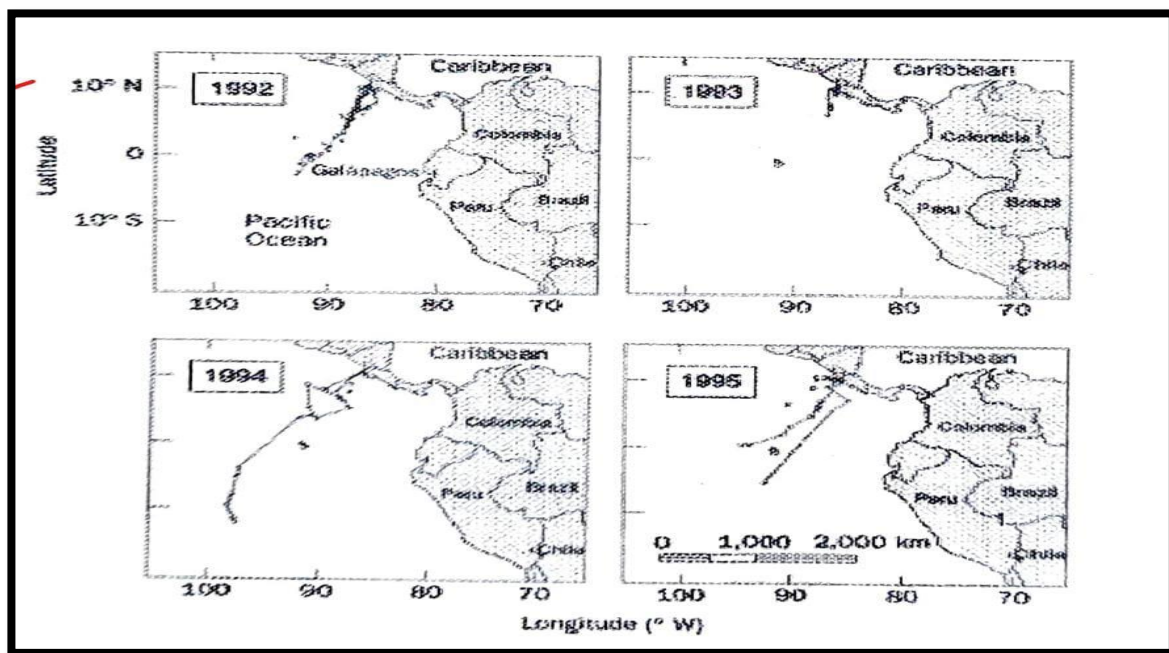 Caribbean
10° N
1992
Colombia
0
Galápagos
Latitude
10° S
Pacific
Ocean
Peru
Brazil
Chile
100 90 80 70
Caribbean
1993
Colombia
Peru
Brazil
Chile
100 90 80 70
Caribbean
1994
Colombia
Peru
Brazil
Chile
100 90 80 70
Caribbean
1995
Colombia
Peru
Brazil
0 1,000 2,000 km
Chile
100 90 80 70
Longitude (° W)